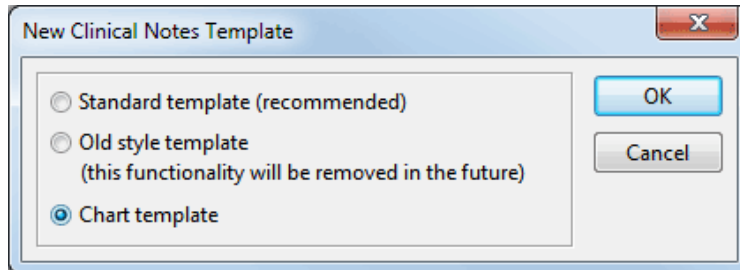 New Clinical Notes Template
Standard template (recommended)
OK
Old style template
(this functionality will be removed in the future)
Cancel
Chart template